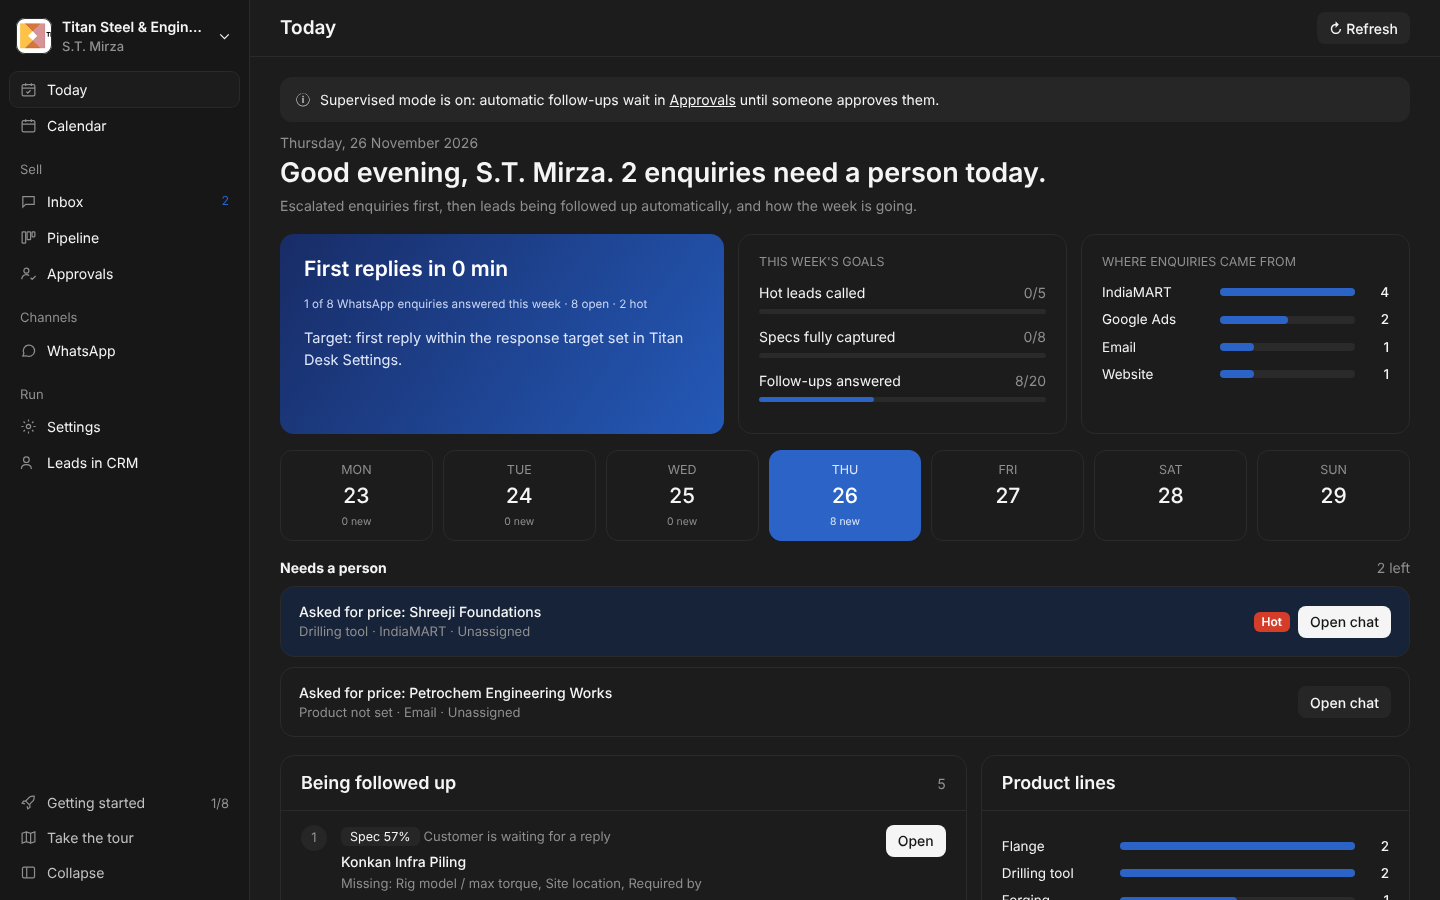 Titan Steel & Engin...
S.T. Mirza
Today
Calendar
Sell
Inbox 2
Pipeline
Approvals
Channels
WhatsApp
Run
Settings
Leads in CRM
Getting started 1/8
Take the tour
Collapse
Today
Refresh
Supervised mode is on: automatic follow-ups wait in Approvals until someone approves them.
Thursday, 26 November 2026
Good evening, S.T. Mirza. 2 enquiries need a person today.
Escalated enquiries first, then leads being followed up automatically, and how the week is going.
First replies in 0 min
1 of 8 WhatsApp enquiries answered this week · 8 open · 2 hot
Target: first reply within the response target set in Titan
Desk Settings.
THIS WEEK'S GOALS
Hot leads called 0/5
Specs fully captured 0/8
Follow-ups answered 8/20
WHERE ENQUIRIES CAME FROM
IndiaMART 4
Google Ads 2
Email 1
Website 1
MON
23
0 new
TUE
24
0 new
WED
25
0 new
THU
26
8 new
FRI
27
SAT
28
SUN
29
Needs a person 2 left
Asked for price: Shreeji Foundations
Drilling tool · IndiaMART · Unassigned
Hot Open chat
Asked for price: Petrochem Engineering Works
Product not set · Email · Unassigned
Open chat
Being followed up 5
1 Spec 57% Customer is waiting for a reply
Konkan Infra Piling
Missing: Rig model / max torque, Site location, Required by
Open
Product lines
Flange 2
Drilling tool 2
Forging 1